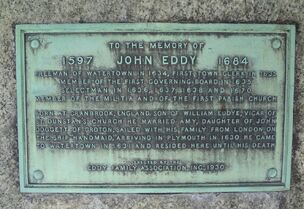 TO THE MEMORY OF
1597 JOHN EDDY 1684
FREEMAN OF WATERTOWN IN 1634, FIRST TOWN CLERK IN
MEMBER OF THE FIRST GOVERNING BOARD IN 1635,
SELECTMAN IN 1636, 1637, 1638 AND 1670.
MEMBER OF THE MILITIA AND OF THE FIRST PARISH CHURCH
BORN AT CRANBROOK, ENGLAND, SON OF WILLIAM EDDYE, VICAR OF
ST. DUNSTAN'S CHURCH. HE MARRIED AMY, DAUGHTER OF JOHN
DOGGETT OF GROTON, SAILED WITH HIS FAMILY FROM LONDON ON
THE SHIP HANDMAID, ARRIVING IN PLYMOUTH IN 1630. HE CAME
TO WATERTOWN IN 1631 AND RESIDED HERE UNTIL HIS DEATH
ERECTED BY THE
EDDY FAMILY ASSOCIATION, INC. 1930